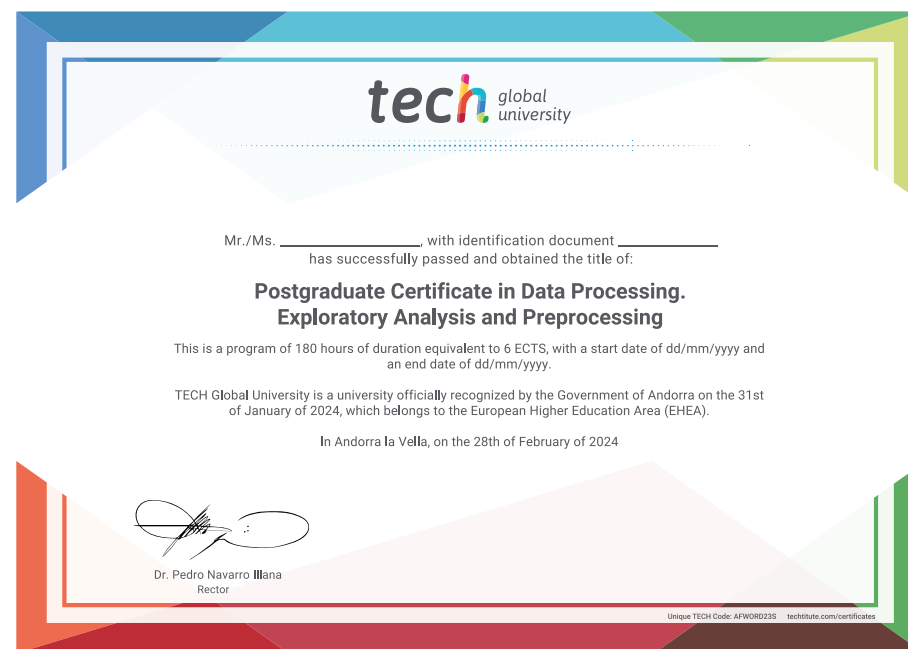 tech global
university
Mr./Ms. ____________, with identification document ____________
has successfully passed and obtained the title of:
Postgraduate Certificate in Data Processing.
Exploratory Analysis and Preprocessing
This is a program of 180 hours of duration equivalent to 6 ECTS, with a start date of dd/mm/yyyy and
an end date of dd/mm/yyyy.
TECH Global University is a university officially recognized by the Government of Andorra on the 31st
of January of 2024, which belongs to the European Higher Education Area (EHEA).
In Andorra la Vella, on the 28th of February of 2024
Dr. Pedro Navarro Illana
Rector
Unique TECH Code: AFWORD23S techtitute.com/certificates